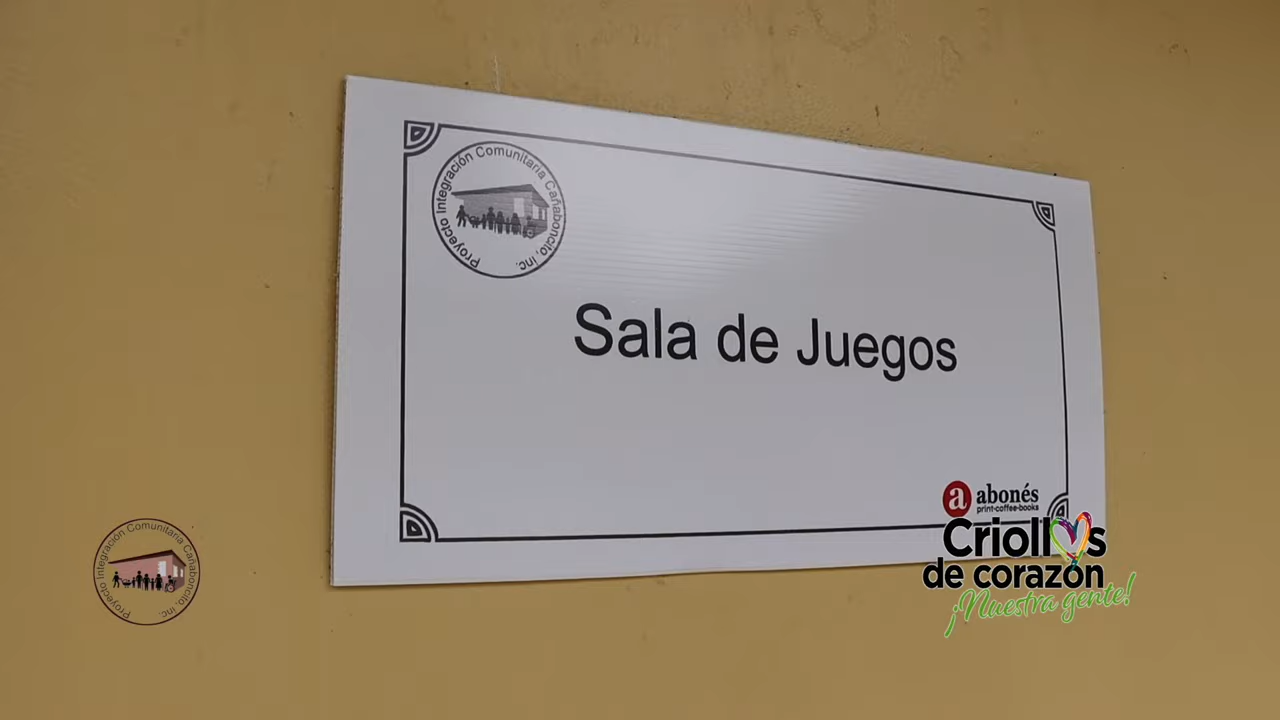 Proyecto Integración Comunitaria Cañaboncito, inc.
Sala de Juegos
a abonés
print-coffee-books
Criollos
de corazón
¡Nuestra gente!
Proyecto Integración Comunitaria Cañaboncito, inc.